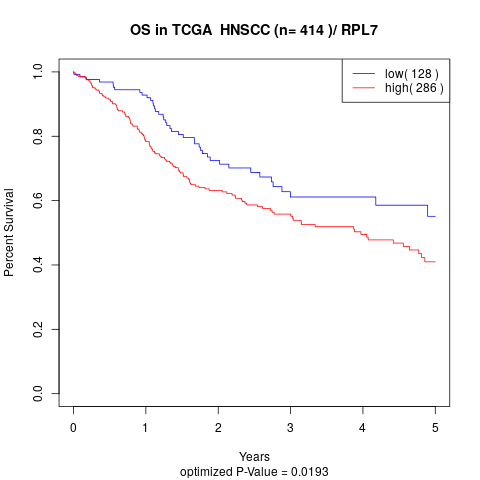 OS in TCGA HNSCC (n= 414 )/ RPL7
low( 128 )
high( 286 )
Percent Survival
1.0
0.8
0.6
0.4
0.2
0.0
0 1 2 3 4 5
Years
optimized P-Value = 0.0193